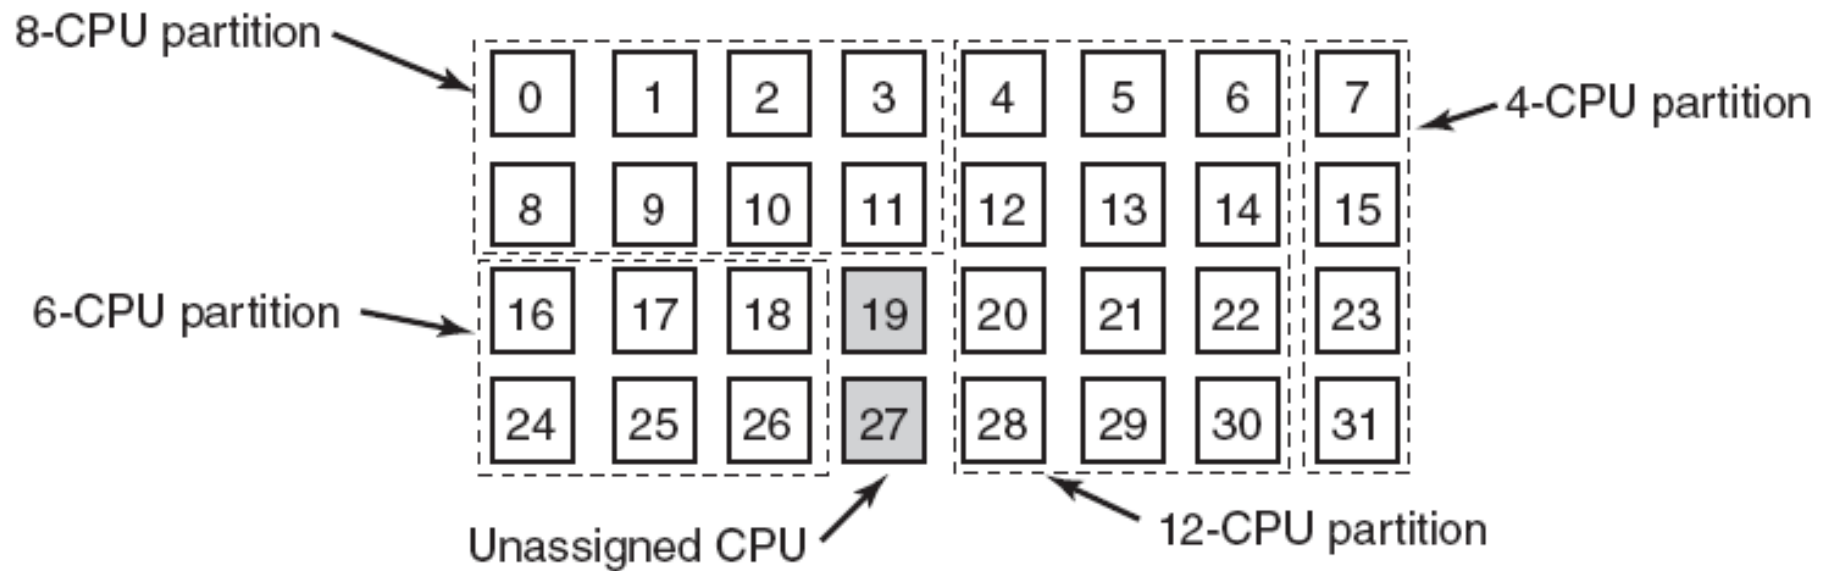 8-CPU partition
0 1 2 3 4 5 6 7
4-CPU partition
8 9 10 11 12 13 14 15
6-CPU partition
16 17 18 19 20 21 22 23
24 25 26 27 28 29 30 31
Unassigned CPU
12-CPU partition